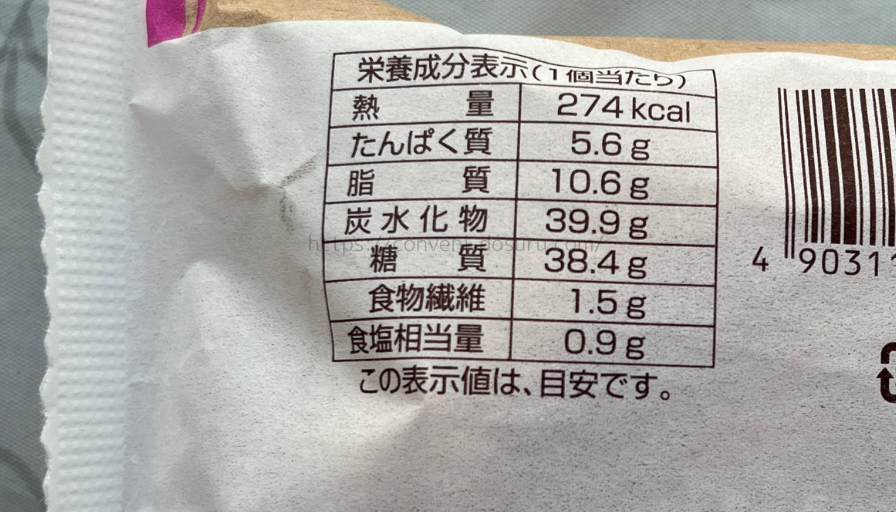 栄養成分表示(1個当たり)
熱量 274kcal
たんぱく質 5.6g
脂質 10.6g
炭水化物 39.9g
糖質 38.4g
食物繊維 1.5g
食塩相当量 0.9g
この表示値は、目安です。
4 9031